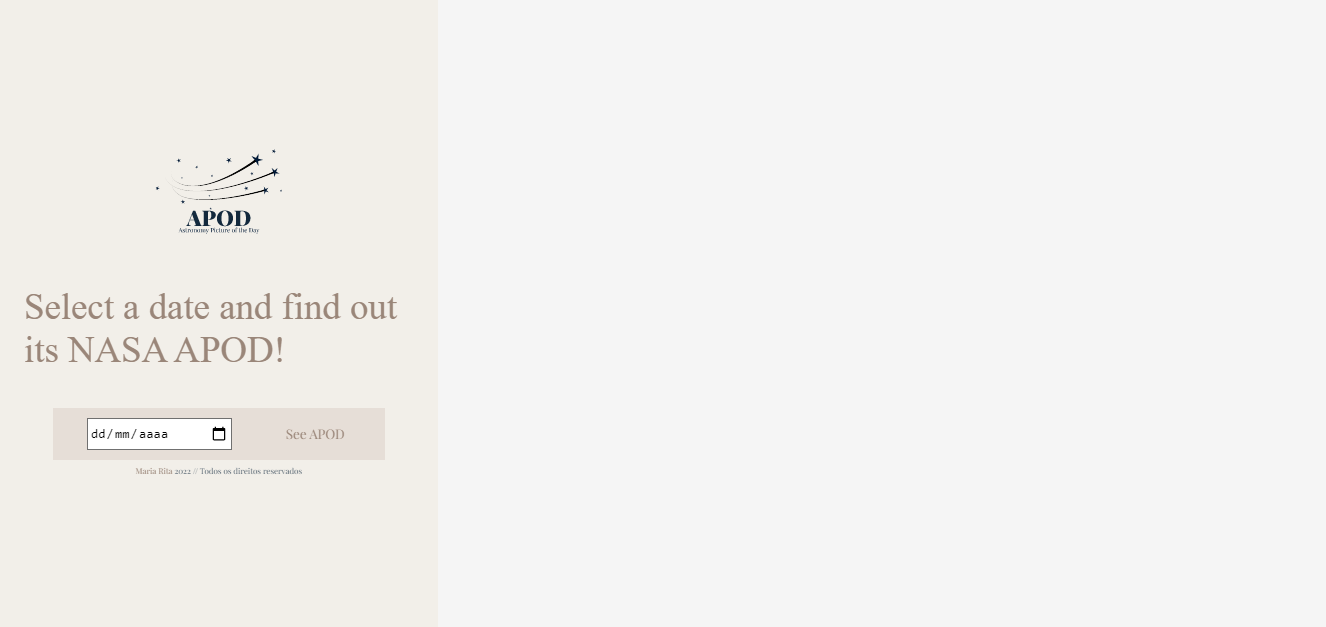 APOD
Astronomy Picture of the Day
Select a date and find out
its NASA APOD!
dd/mm/aaaa
See APOD
Maria Rita 2022 // Todos os direitos reservados